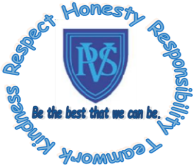 Respect Honesty Responsibility Teamwork Kindness
PVS
Be the best that we can be.